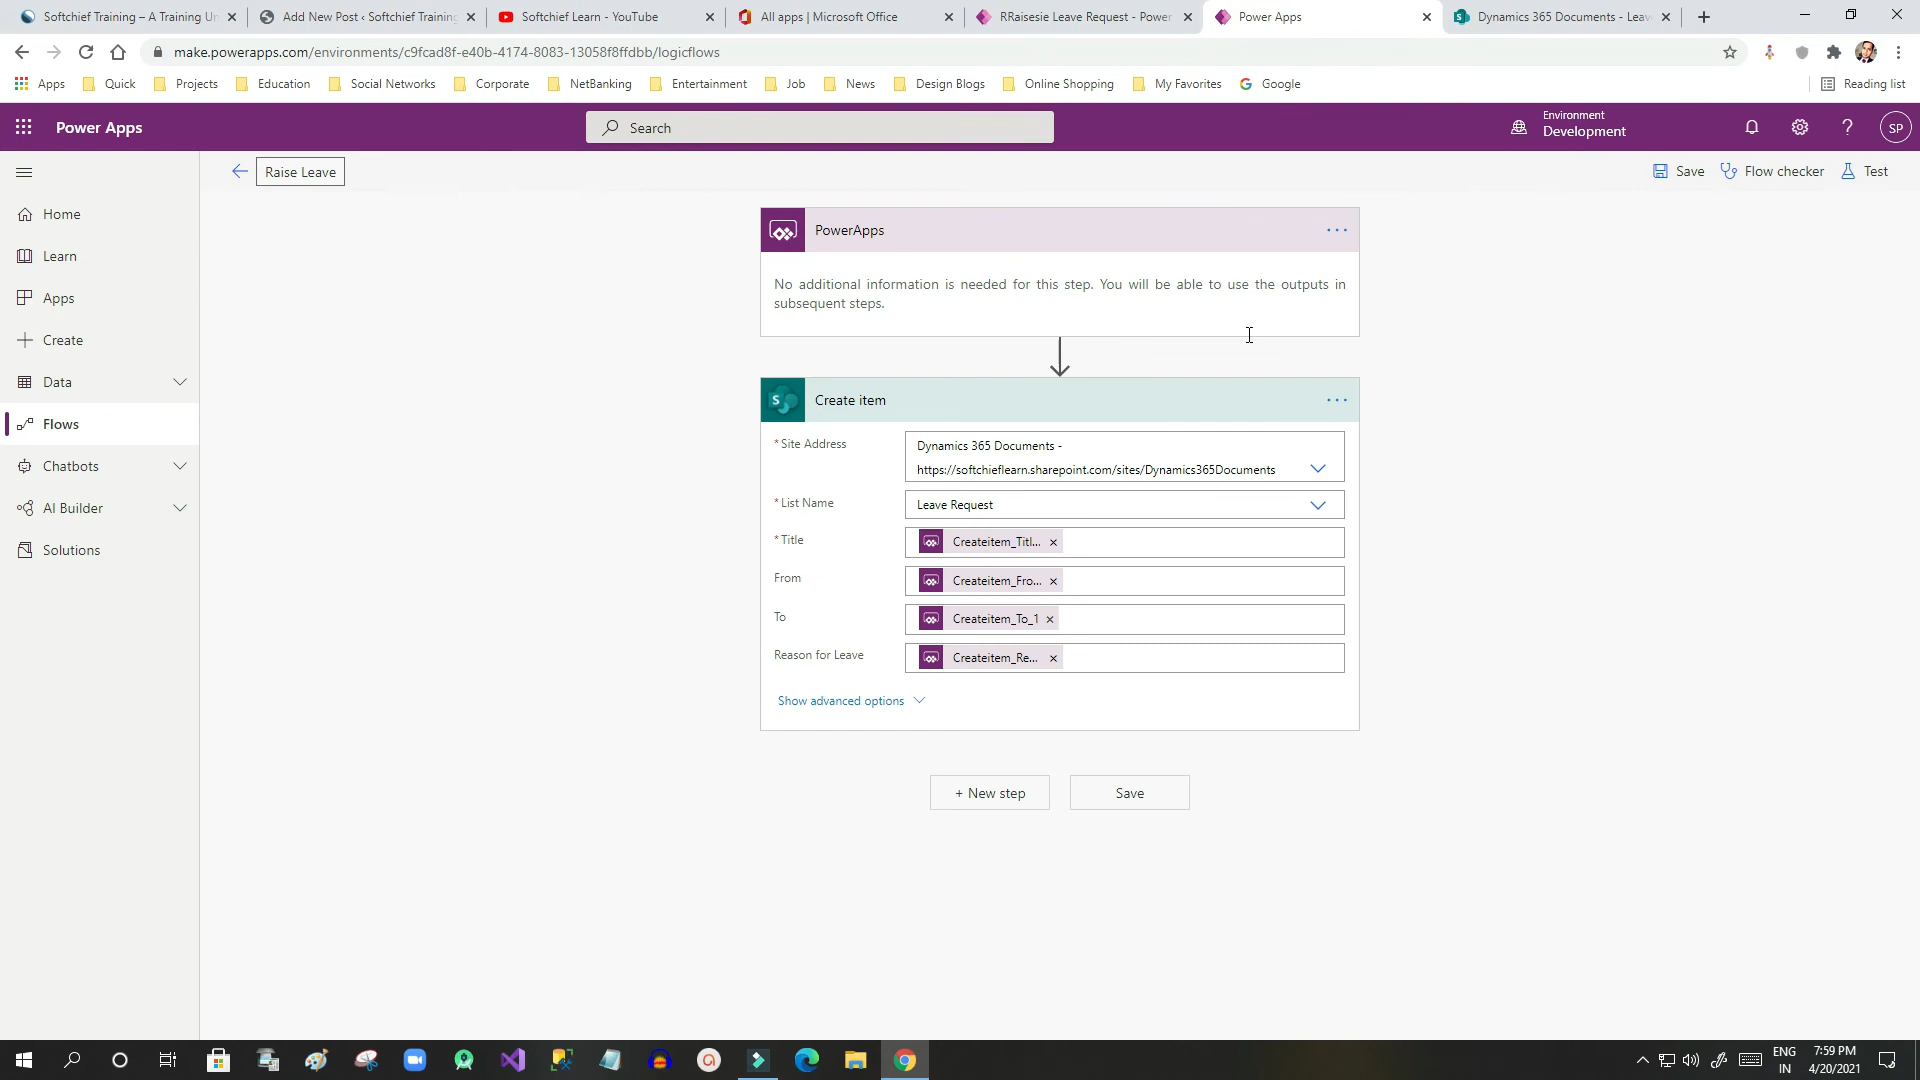 Softchief Training – A Training Un
Add New Post ‹ Softchief Training
Softchief Learn - YouTube
All apps | Microsoft Office
RRaisesie Leave Request - Power
Power Apps
Dynamics 365 Documents - Leav
make.powerapps.com/environments/c9fcad8f-e40b-4174-8083-13058f8ffdbb/logicflows
Apps
Quick
Projects
Education
Social Networks
Corporate
NetBanking
Entertainment
Job
News
Design Blogs
Online Shopping
My Favorites
Google
Reading list
Power Apps
Search
Environment
Development
SP
Raise Leave
Save
Flow checker
Test
Home
Learn
Apps
Create
Data
Flows
Chatbots
AI Builder
Solutions
PowerApps
No additional information is needed for this step. You will be able to use the outputs in
subsequent steps.
Create item
* Site Address
Dynamics 365 Documents -
https://softchieflearn.sharepoint.com/sites/Dynamics365Documents
* List Name
Leave Request
* Title
Createitem_Titl...
From
Createitem_Fro...
To
Createitem_To_1
Reason for Leave
Createitem_Re...
Show advanced options
+ New step
Save
ENG
IN
7:59 PM
4/20/2021